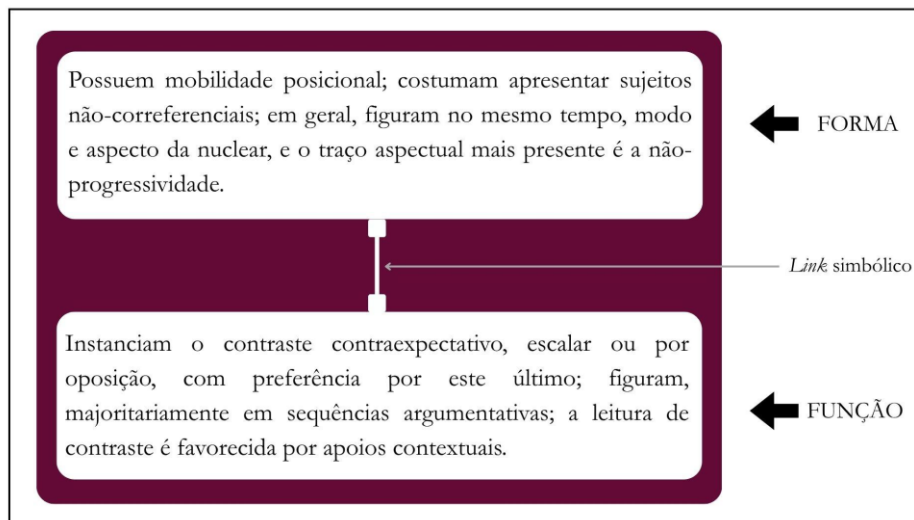 Possuem mobilidade posicional; costumam apresentar sujeitos
não-correferenciais; em geral, figuram no mesmo tempo, modo
e aspecto da nuclear, e o traço aspectual mais presente é a não-
progressividade.
FORMA
Link simbólico
Instanciam o contraste contraexpectativo, escalar ou por
oposição, com preferência por este último; figuram,
majoritariamente em sequências argumentativas; a leitura de
contraste é favorecida por apoios contextuais.
FUNÇÃO